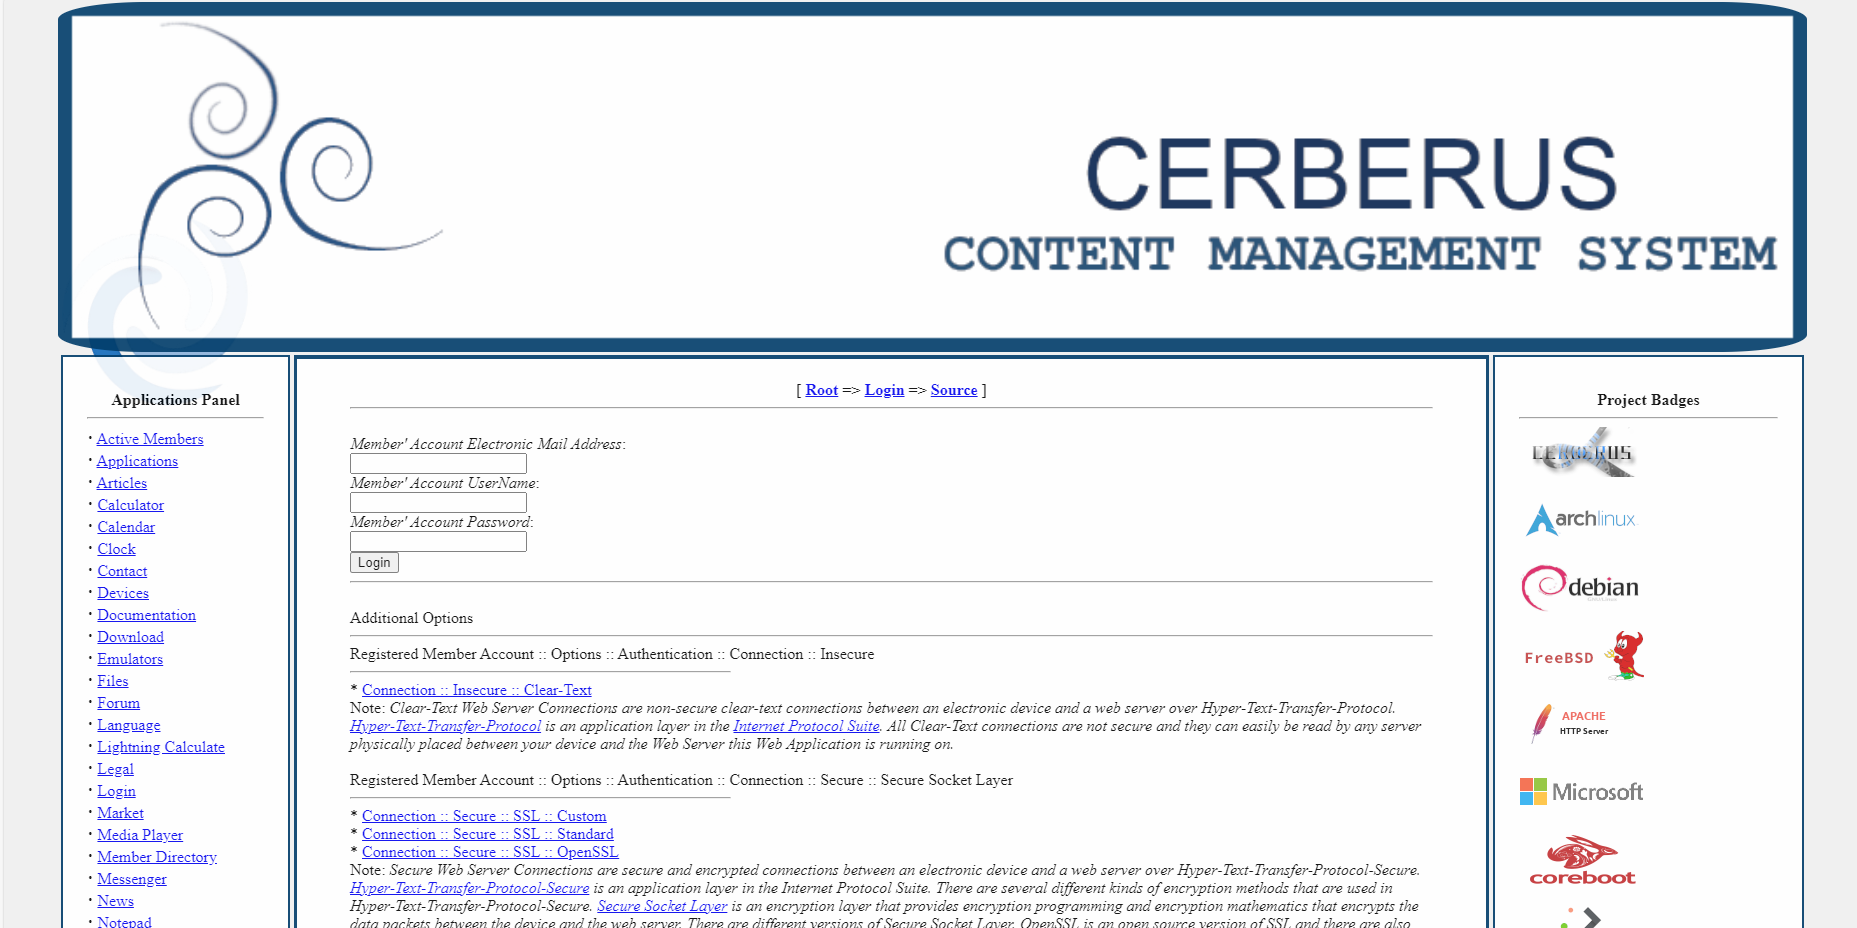 CERBERUS
CONTENT MANAGEMENT SYSTEM
Applications Panel
· Active Members
· Applications
· Articles
· Calculator
· Calendar
· Clock
· Contact
· Devices
· Documentation
· Download
· Emulators
· Files
· Forum
· Language
· Lightning Calculate
· Legal
· Login
· Market
· Media Player
· Member Directory
· Messenger
· News
· Notepad
[ Root => Login => Source ]
Member' Account Electronic Mail Address:
Member' Account UserName:
Member' Account Password:
Login
Additional Options
Registered Member Account :: Options :: Authentication :: Connection :: Insecure
* Connection :: Insecure :: Clear-Text
Note: Clear-Text Web Server Connections are non-secure clear-text connections between an electronic device and a web server over Hyper-Text-Transfer-Protocol.
Hyper-Text-Transfer-Protocol is an application layer in the Internet Protocol Suite. All Clear-Text connections are not secure and they can easily be read by any server
physically placed between your device and the Web Server this Web Application is running on.
Registered Member Account :: Options :: Authentication :: Connection :: Secure :: Secure Socket Layer
* Connection :: Secure :: SSL :: Custom
* Connection :: Secure :: SSL :: Standard
* Connection :: Secure :: SSL :: OpenSSL
Note: Secure Web Server Connections are secure and encrypted connections between an electronic device and a web server over Hyper-Text-Transfer-Protocol-Secure.
Hyper-Text-Transfer-Protocol-Secure is an application layer in the Internet Protocol Suite. There are several different kinds of encryption methods that are used in
Hyper-Text-Transfer-Protocol-Secure. Secure Socket Layer is an encryption layer that provides encryption programming and encryption mathematics that encrypts the
data packets between the device and the web server. There are different versions of Secure Socket Layer. OpenSSL is an open source version of SSL and there are also
Project Badges
CERBERUS
archlinux
debian
FreeBSD
APACHE
HTTP Server
Microsoft
coreboot